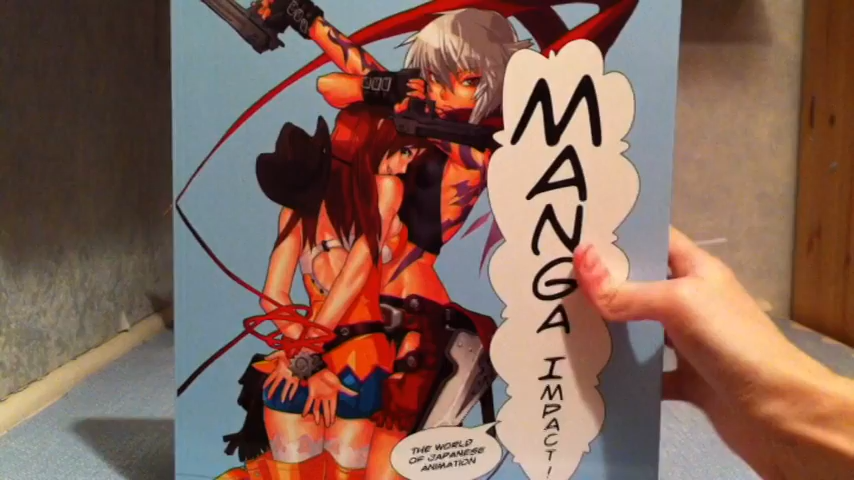 MANGA IMPACT!
THE WORLD
OF JAPANESE
ANIMATION